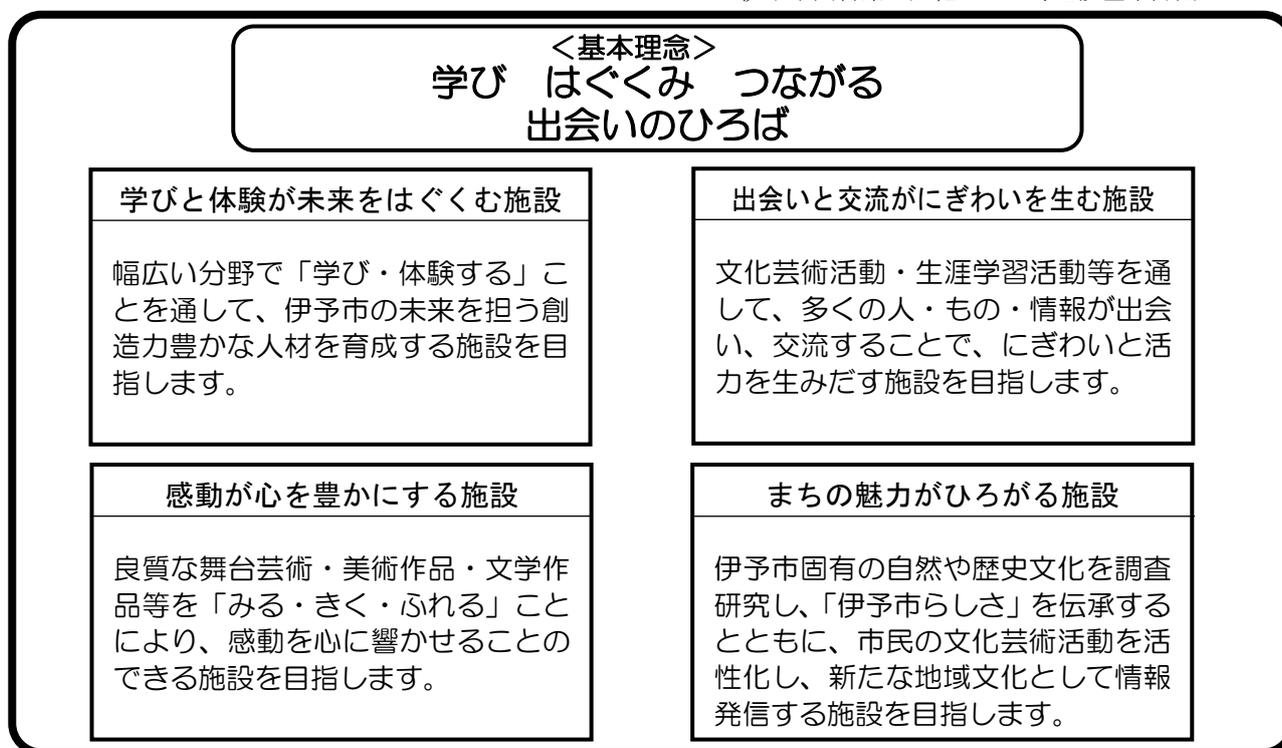 ＜基本理念＞
学び　はぐくみ　つながる
出会いのひろば
学びと体験が未来をはぐくむ施設
幅広い分野で「学び・体験する」こ
とを通して、伊予市の未来を担う創
造力豊かな人材を育成する施設を目
指します。
出会いと交流がにぎわいを生む施設
文化芸術活動・生涯学習活動等を通
して、多くの人・もの・情報が出会
い、交流することで、にぎわいと活
力を生みだす施設を目指します。
感動が心を豊かにする施設
良質な舞台芸術・美術作品・文学作
品等を「みる・きく・ふれる」こと
により、感動を心に響かせることの
できる施設を目指します。
まちの魅力がひろがる施設
伊予市固有の自然や歴史文化を調査
研究し、「伊予市らしさ」を伝承する
とともに、市民の文化芸術活動を活
性化し、新たな地域文化として情報
発信する施設を目指します。